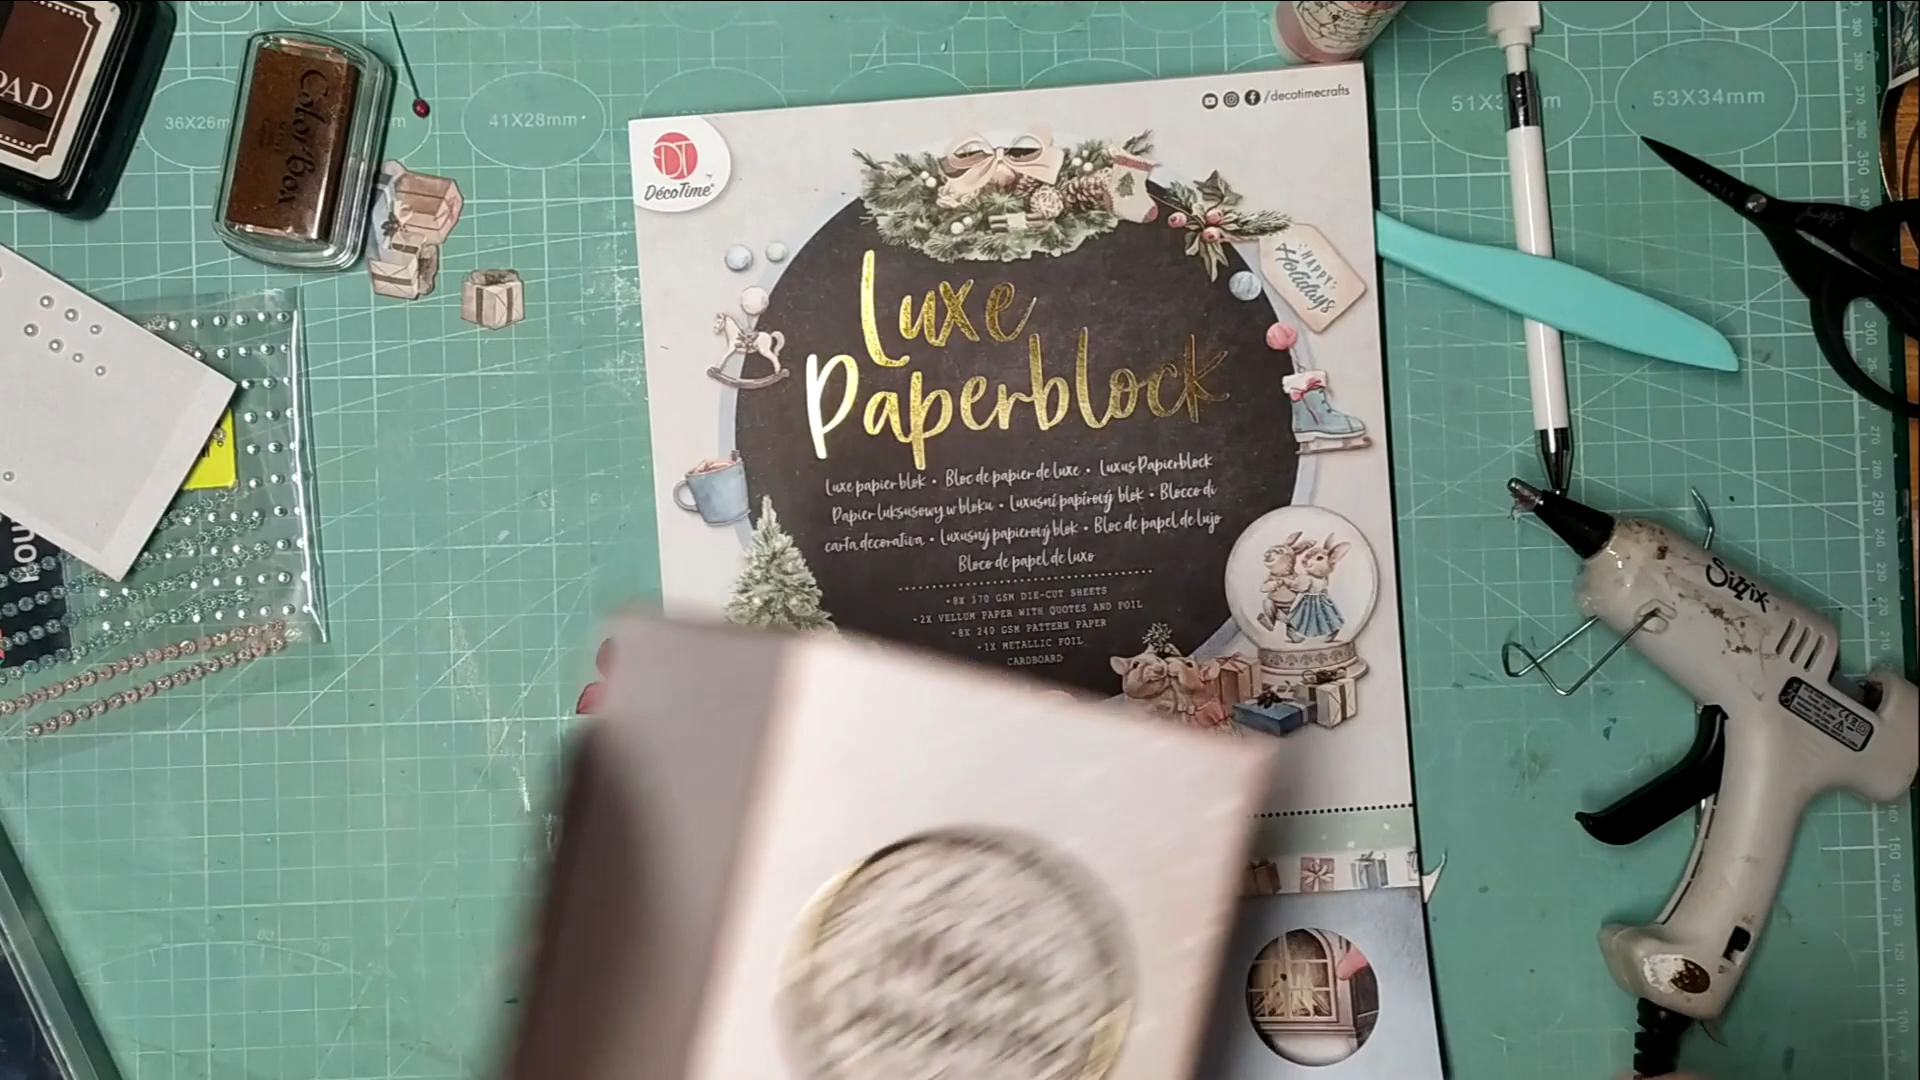 PAD
ColorBox
36X26m
41X28mm
51X3 m
53X34mm
/decotimecrafts
DT
DécoTime
HAPPY
Holidays
Luxe
Paperblock
Luxe papier blok • Bloc de papier de luxe • Luxus Papierblock
Papier luksusowy w bloku • Luxusní papírový blok • Blocco di
carta decorativa • Luxusný papierový blok • Bloc de papel de lujo
Bloco de papel de luxo
• 8X 170 GSM DIE-CUT SHEETS
• 2X VELLUM PAPER WITH QUOTES AND FOIL
• 8X 240 GSM PATTERN PAPER
• 1X METALLIC FOIL
CARDBOARD
Sizzix